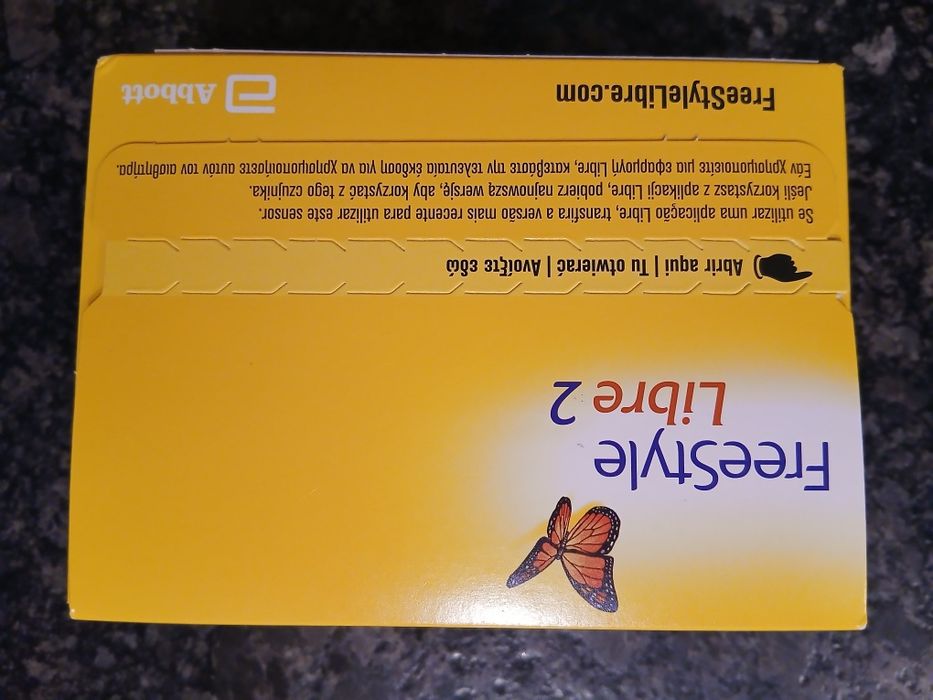 FreeStyle
Libre 2
Abrir aqui | Tu otwierać | Ανοίξτε εδώ
Se utilizar uma aplicação Libre, transfira a versão mais recente para utilizar este sensor.
Jeśli korzystasz z aplikacji Libre, pobierz najnowszą wersję, aby korzystać z tego czujnika.
Εάν χρησιμοποιείτε μια εφαρμογή Libre, κατεβάστε την τελευταία έκδοση για να χρησιμοποιήσετε αυτόν τον αισθητήρα.
FreeStyleLibre.com
Abbott